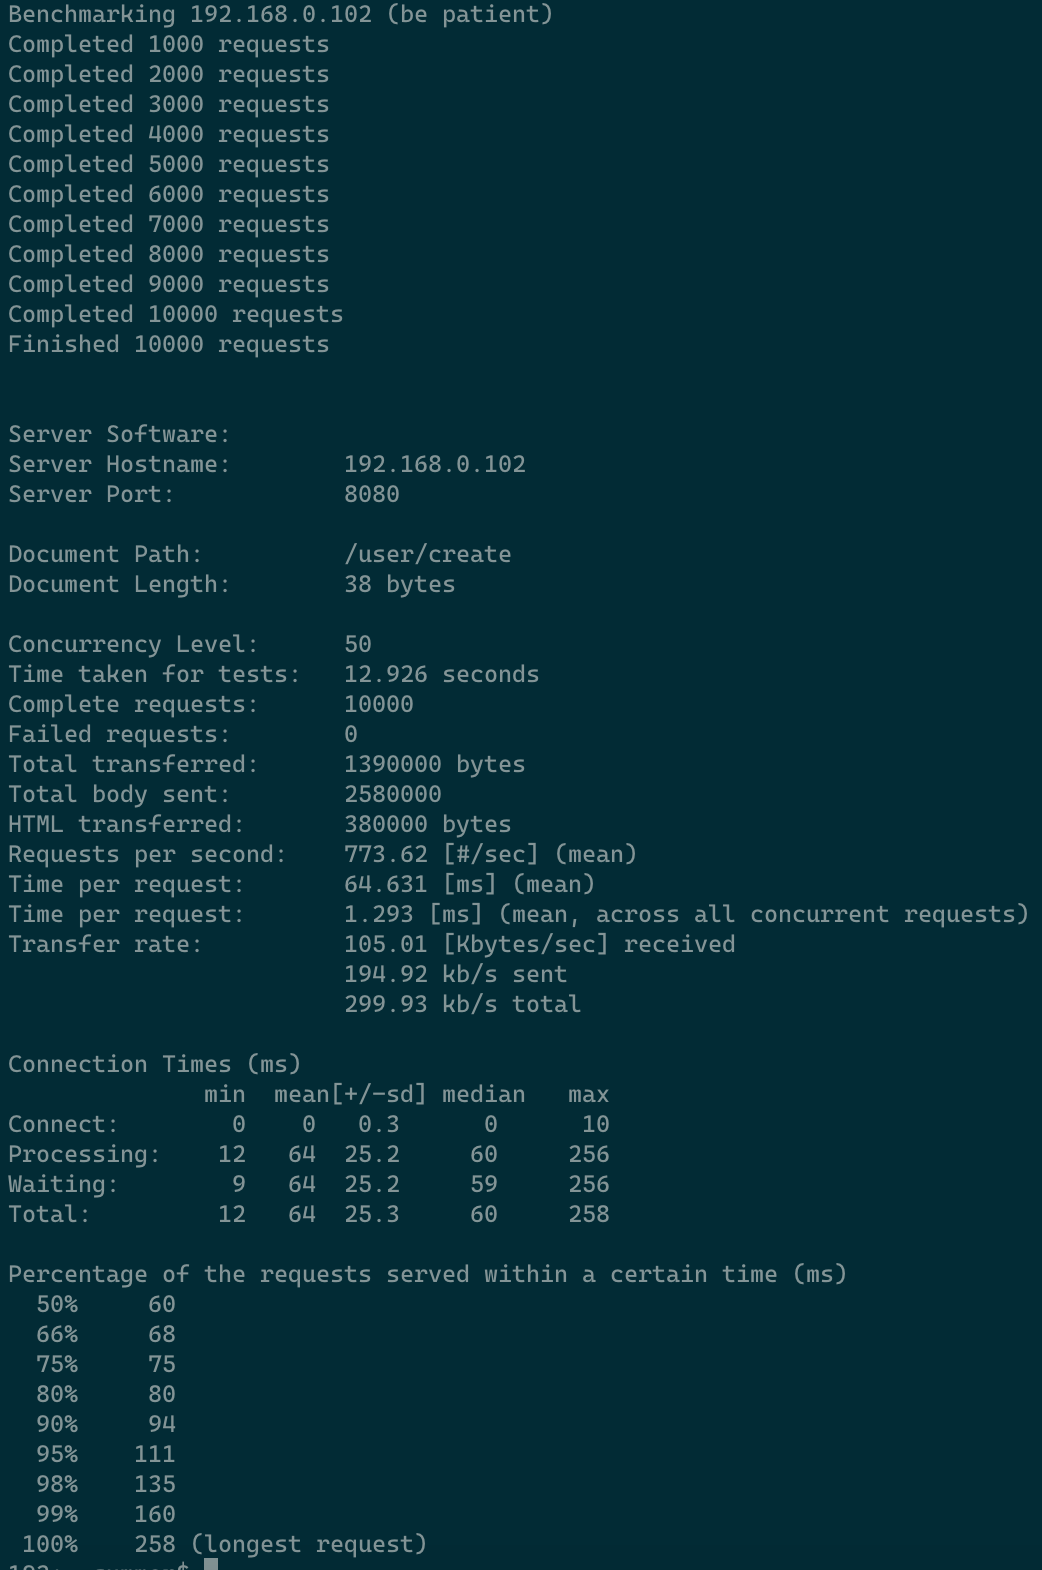 Benchmarking 192.168.0.102 (be patient)
Completed 1000 requests
Completed 2000 requests
Completed 3000 requests
Completed 4000 requests
Completed 5000 requests
Completed 6000 requests
Completed 7000 requests
Completed 8000 requests
Completed 9000 requests
Completed 10000 requests
Finished 10000 requests
Server Software:
Server Hostname:        192.168.0.102
Server Port:            8080
Document Path:          /user/create
Document Length:        38 bytes
Concurrency Level:      50
Time taken for tests:   12.926 seconds
Complete requests:      10000
Failed requests:        0
Total transferred:      1390000 bytes
Total body sent:        2580000
HTML transferred:       380000 bytes
Requests per second:    773.62 [#/sec] (mean)
Time per request:       64.631 [ms] (mean)
Time per request:       1.293 [ms] (mean, across all concurrent requests)
Transfer rate:          105.01 [Kbytes/sec] received
                        194.92 kb/s sent
                        299.93 kb/s total
Connection Times (ms)
              min  mean[+/-sd] median   max
Connect:        0    0   0.3      0      10
Processing:    12   64  25.2     60     256
Waiting:        9   64  25.2     59     256
Total:         12   64  25.3     60     258
Percentage of the requests served within a certain time (ms)
  50%     60
  66%     68
  75%     75
  80%     80
  90%     94
  95%    111
  98%    135
  99%    160
 100%    258 (longest request)